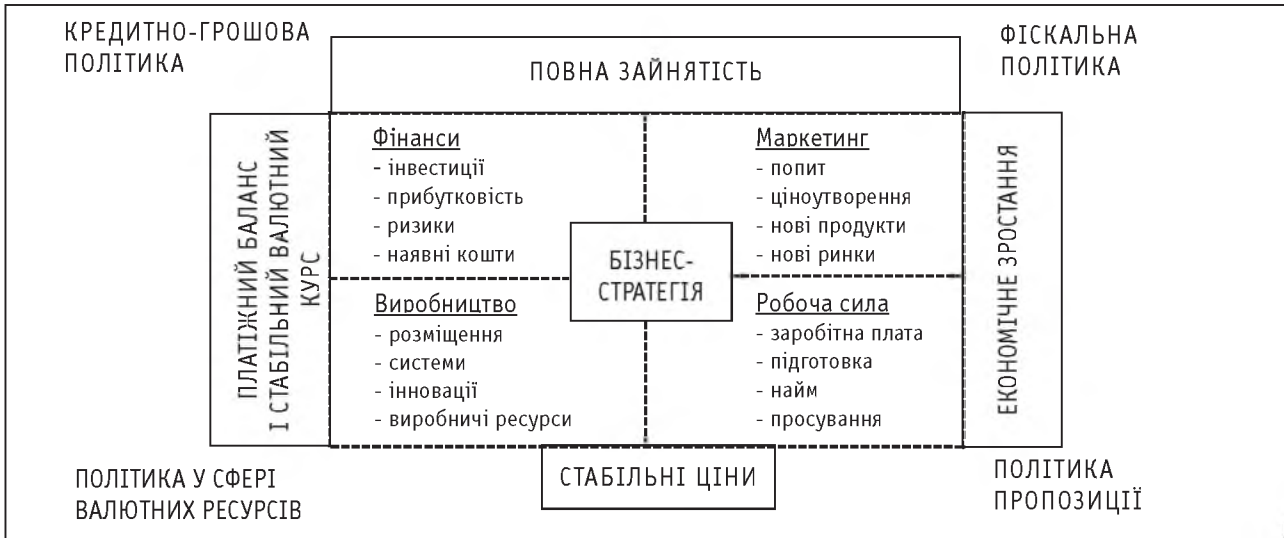 КРЕДИТНО-ГРОШОВА
ПОЛІТИКА
ПОВНА ЗАЙНЯТІСТЬ
ФІСКАЛЬНА
ПОЛІТИКА
ПЛАТІЖНИЙ БАЛАНС
І СТАБІЛЬНИЙ ВАЛЮТНИЙ
КУРС
Фінанси
- інвестиції
- прибутковість
- ризики
- наявні кошти
Маркетинг
- попит
- ціноутворення
- нові продукти
- нові ринки
БІЗНЕС-
СТРАТЕГІЯ
Виробництво
- розміщення
- системи
- інновації
- виробничі ресурси
Робоча сила
- заробітна плата
- підготовка
- найм
- просування
ЕКОНОМІЧНЕ ЗРОСТАННЯ
ПОЛІТИКА У СФЕРІ
ВАЛЮТНИХ РЕСУРСІВ
СТАБІЛЬНІ ЦІНИ
ПОЛІТИКА
ПРОПОЗИЦІЇ